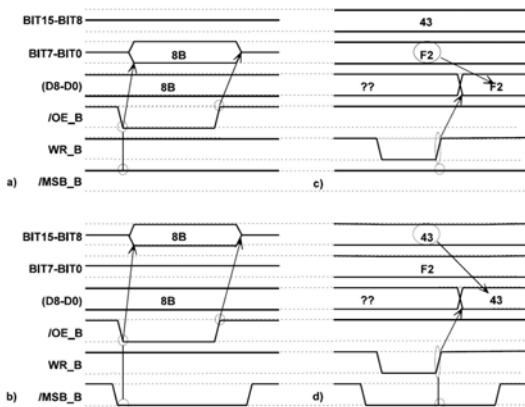 BIT15-BIT8 43
BIT7-BIT0 8B F2
(D8-D0) 8B ?? F2
/OE_B
WR_B
a) /MSB_B c)
BIT15-BIT8 8B 43
BIT7-BIT0 F2
(D8-D0) 8B ?? 43
/OE_B
WR_B
b) /MSB_B d)